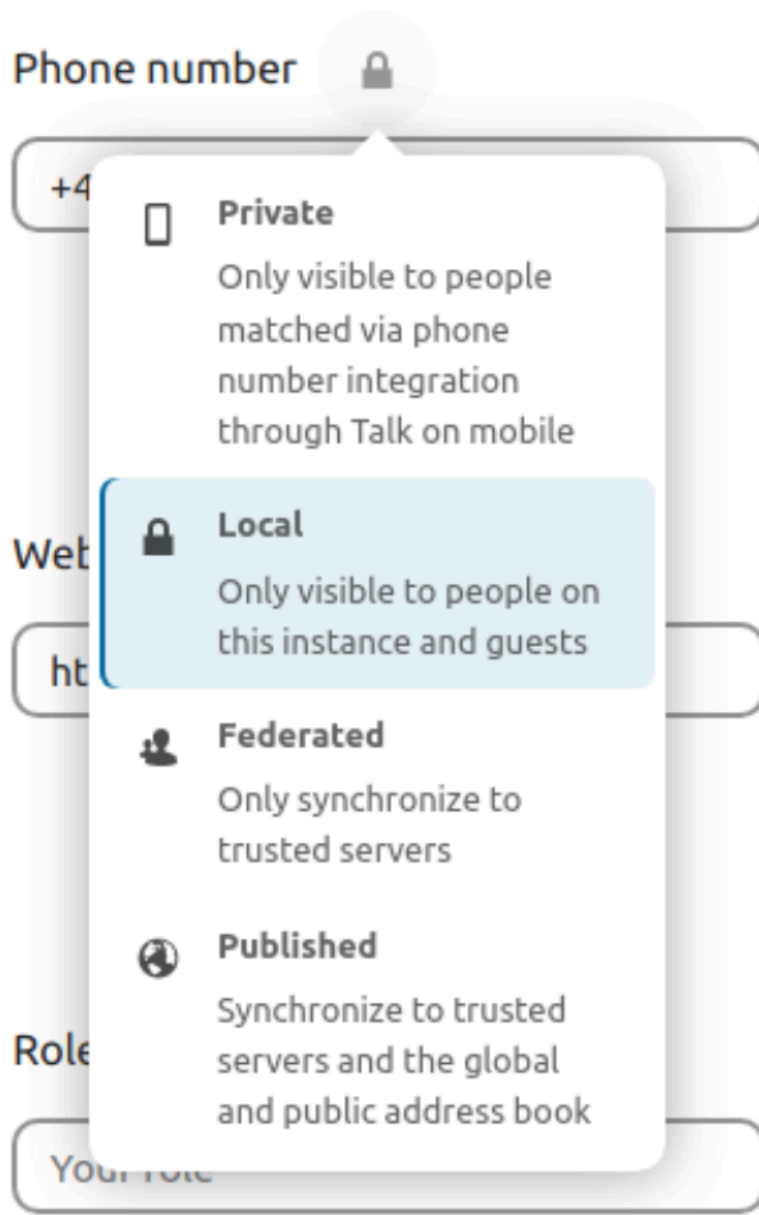 Phone number
+4
Private
Only visible to people
matched via phone
number integration
through Talk on mobile
Local
Only visible to people on
this instance and guests
Web
ht
Federated
Only synchronize to
trusted servers
Published
Synchronize to trusted
servers and the global
and public address book
Role
Your role